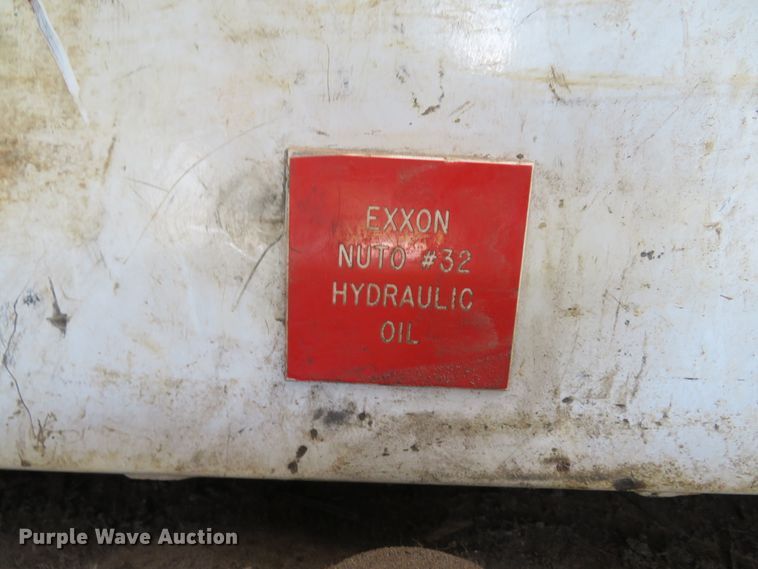 EXXON
NUTO #32
HYDRAULIC
OIL
Purple Wave Auction®